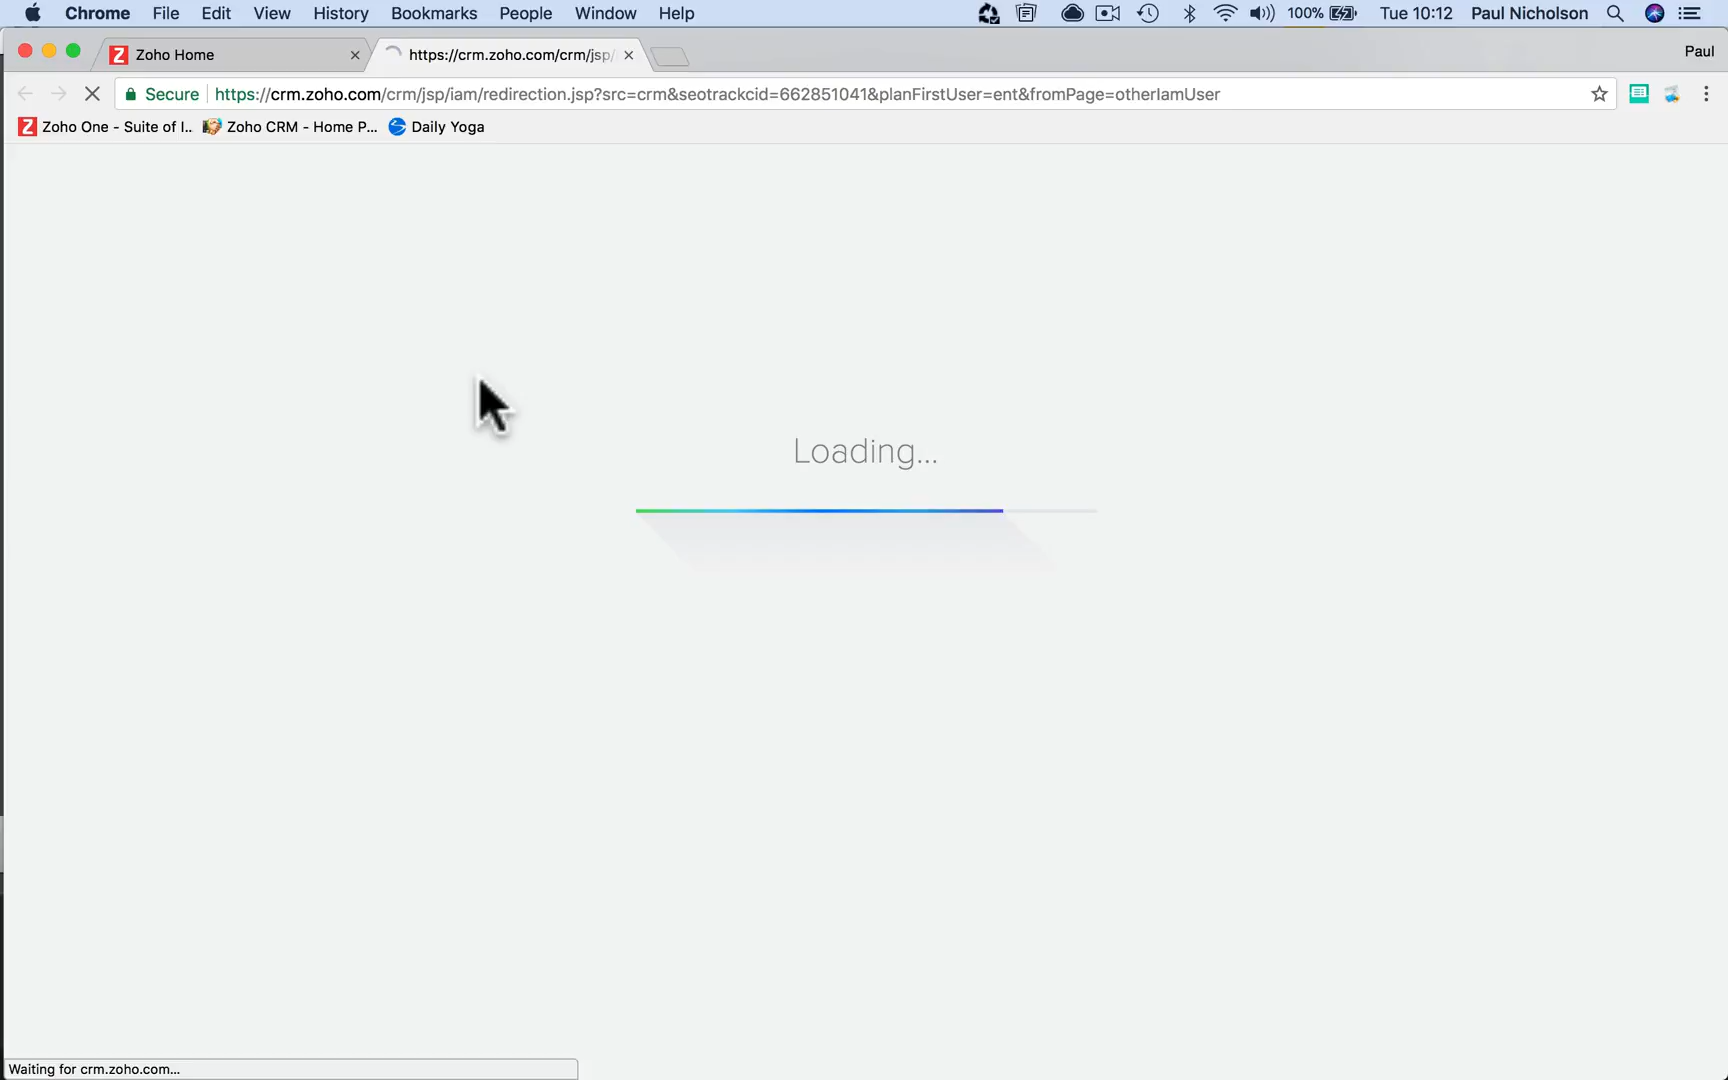 Chrome File Edit View History Bookmarks People Window Help 100% Tue 10:12 Paul Nicholson
Z Zoho Home https://crm.zoho.com/crm/jsp/ Paul
Secure https://crm.zoho.com/crm/jsp/iam/redirection.jsp?src=crm&seotrackcid=662851041&planFirstUser=ent&fromPage=otherIamUser
Z Zoho One - Suite of I... Zoho CRM - Home P... Daily Yoga
Loading...
Waiting for crm.zoho.com...